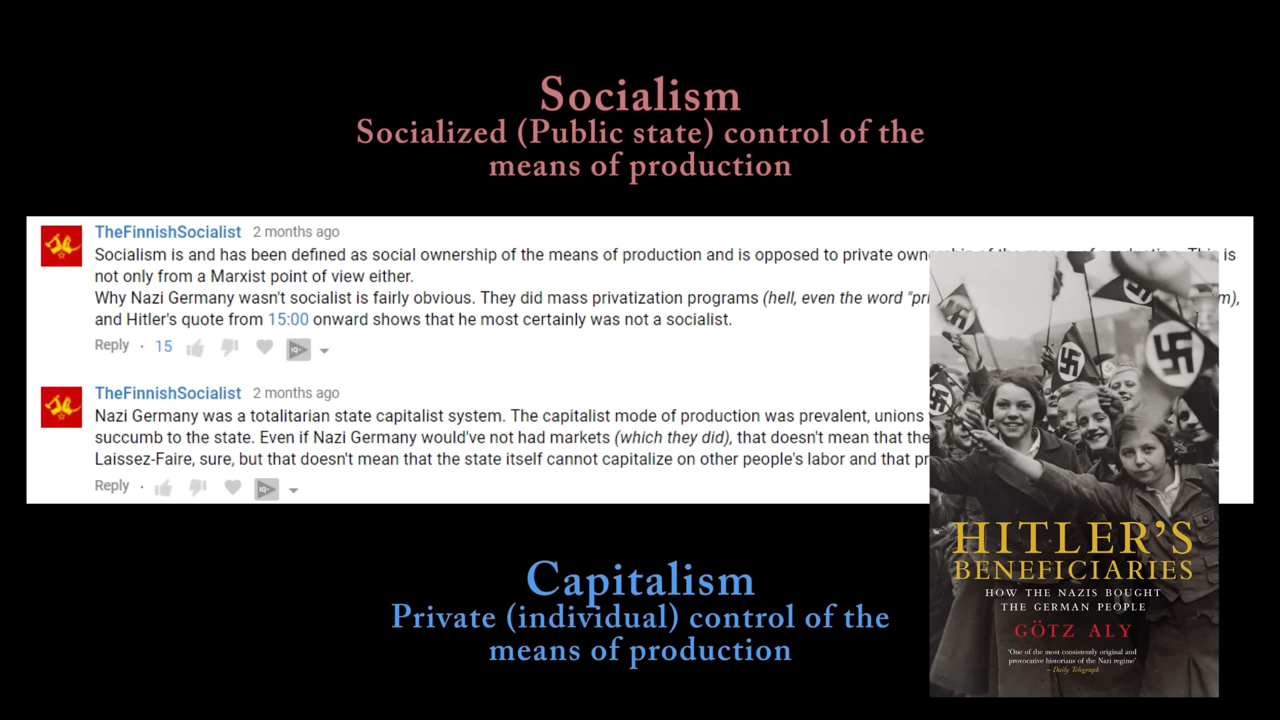 Socialism
Socialized (Public state) control of the
means of production
TheFinnishSocialist 2 months ago
Socialism is and has been defined as social ownership of the means of production and is opposed to private ownership of the means of production. This is
not only from a Marxist point of view either.
Why Nazi Germany wasn't socialist is fairly obvious. They did mass privatization programs (hell, even the word "pri m),
and Hitler's quote from 15:00 onward shows that he most certainly was not a socialist.
Reply · 15
TheFinnishSocialist 2 months ago
Nazi Germany was a totalitarian state capitalist system. The capitalist mode of production was prevalent, unions
succumb to the state. Even if Nazi Germany would've not had markets (which they did), that doesn't mean that the
Laissez-Faire, sure, but that doesn't mean that the state itself cannot capitalize on other people's labor and that pr
Reply ·
Capitalism
Private (individual) control of the
means of production
HITLER'S
BENEFICIARIES
HOW THE NAZIS BOUGHT
THE GERMAN PEOPLE
GÖTZ ALY
'One of the most consistently original and
provocative historians of the Nazi regime'
– Daily Telegraph